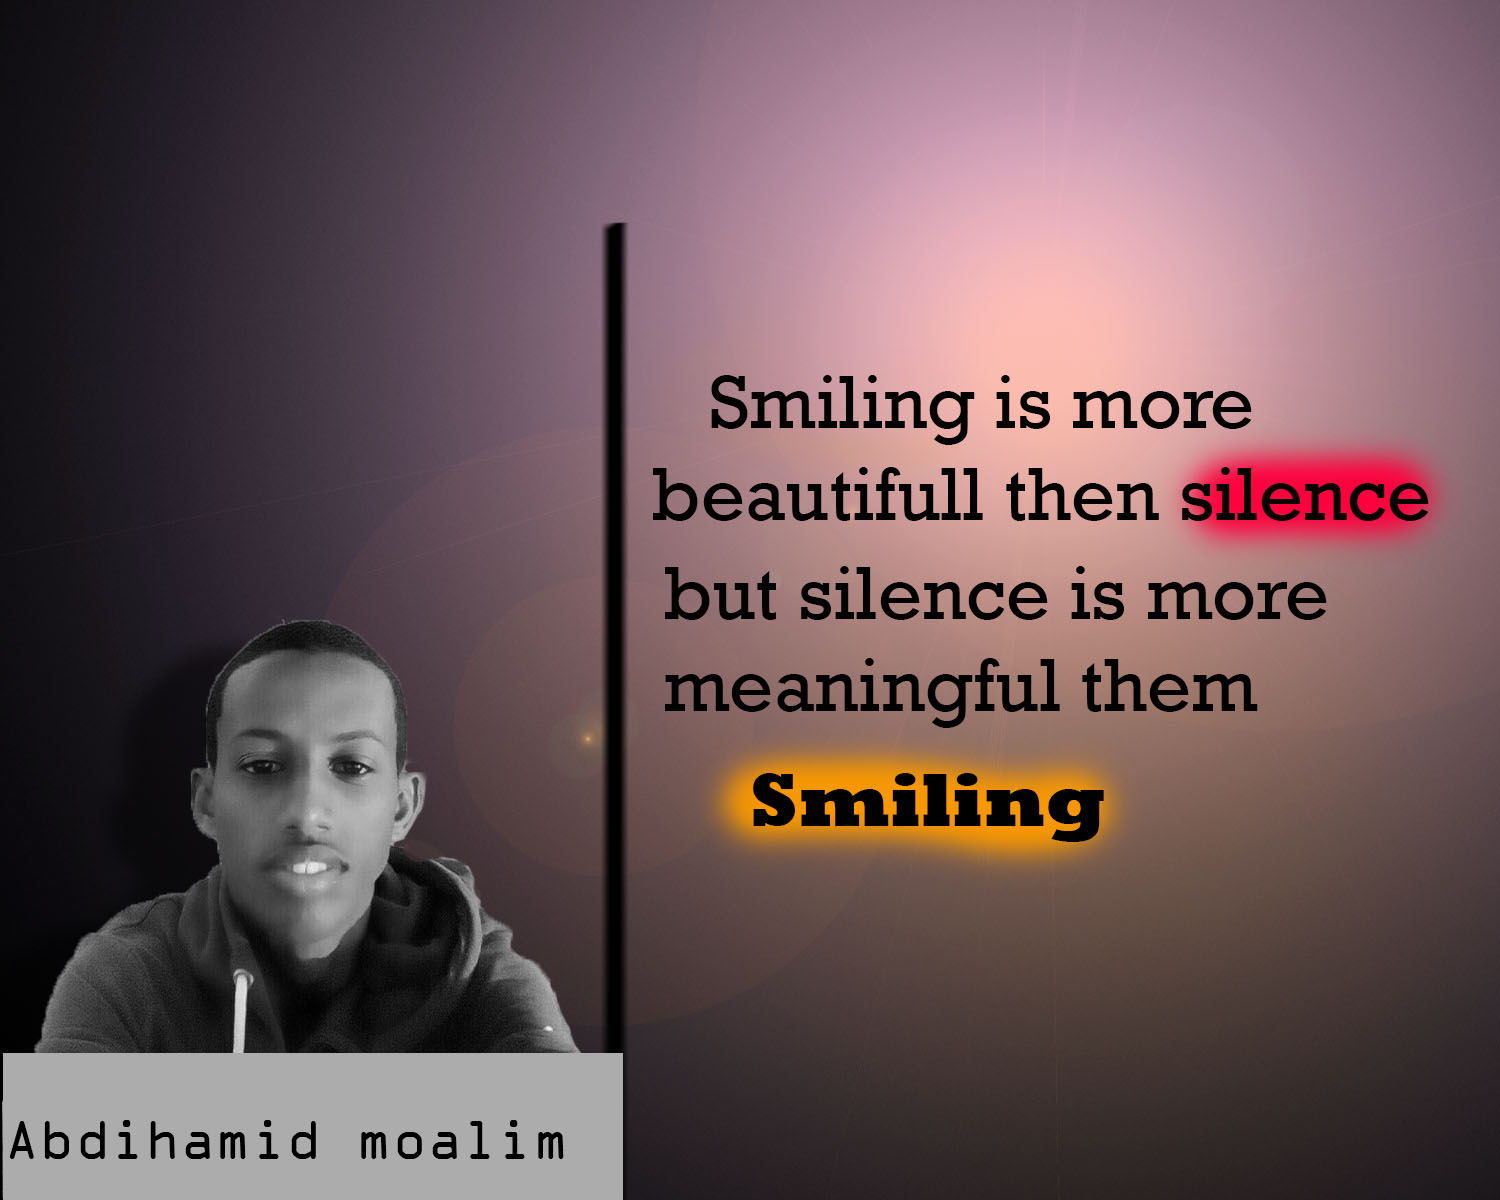 Smiling is more
beautifull then silence
but silence is more
meaningful them
Smiling
Abdihamid moalim